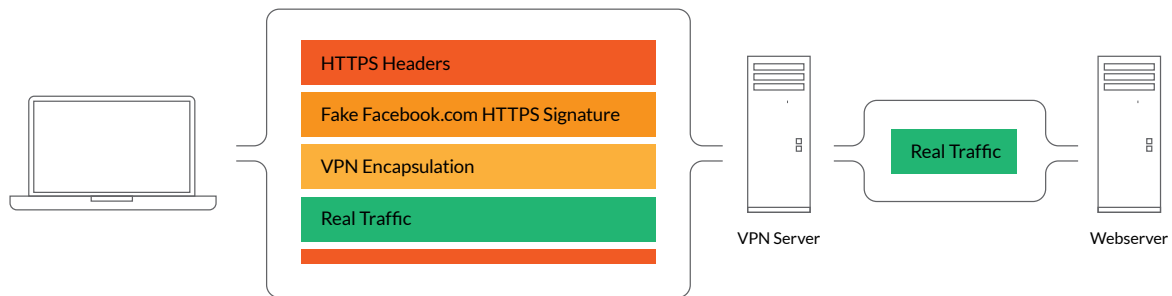 HTTPS Headers
Fake Facebook.com HTTPS Signature
VPN Encapsulation
Real Traffic
Real Traffic
VPN Server
Webserver